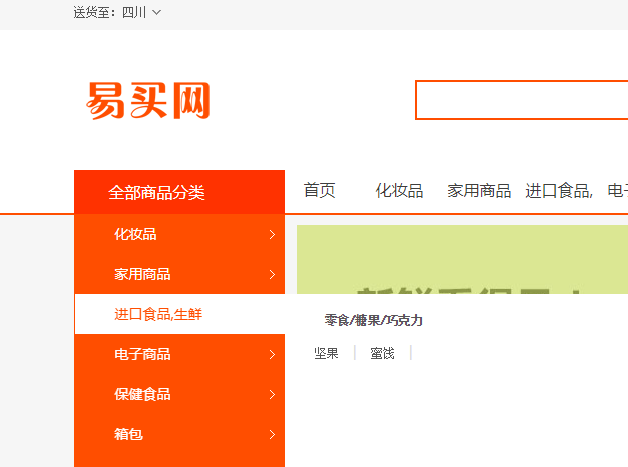 送货至：四川
易买网
全部商品分类
首页 化妆品 家用商品 进口食品, 电子
化妆品
家用商品
进口食品,生鲜
零食/糖果/巧克力
坚果 蜜饯
电子商品
保健食品
箱包